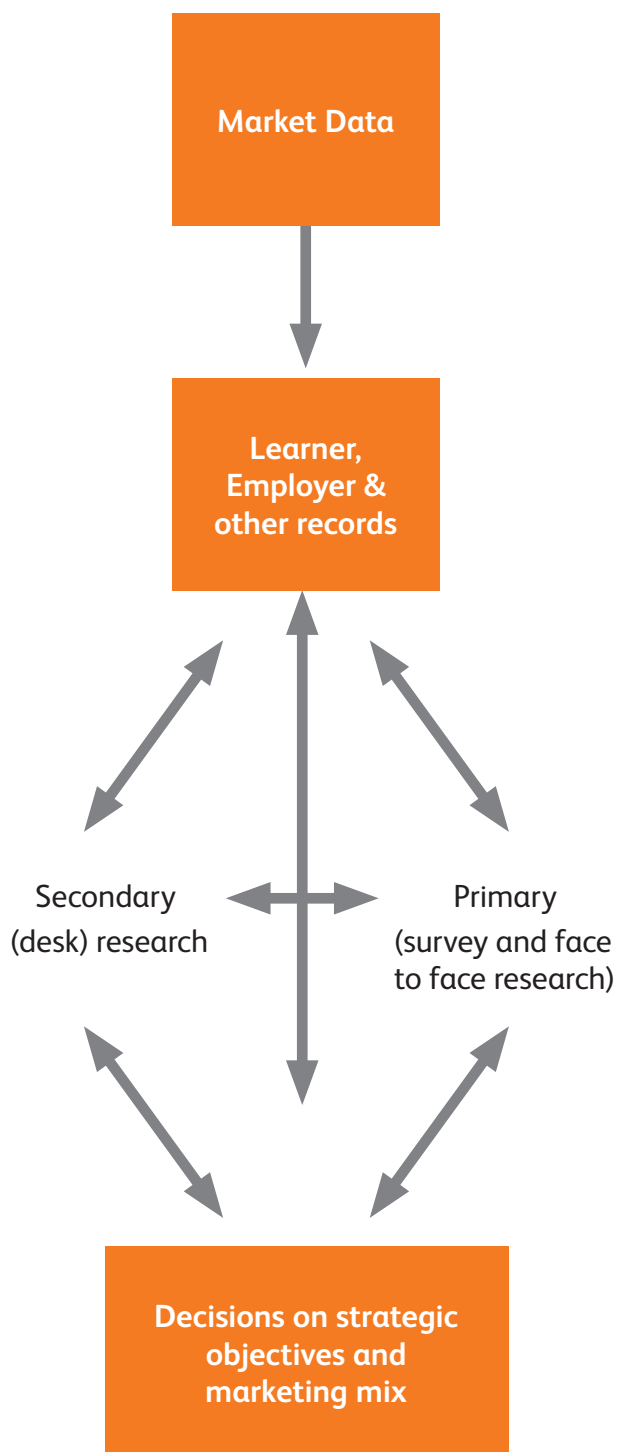 Market Data
Learner,
Employer &
other records
Secondary
(desk) research
Primary
(survey and face
to face research)
Decisions on strategic
objectives and
marketing mix